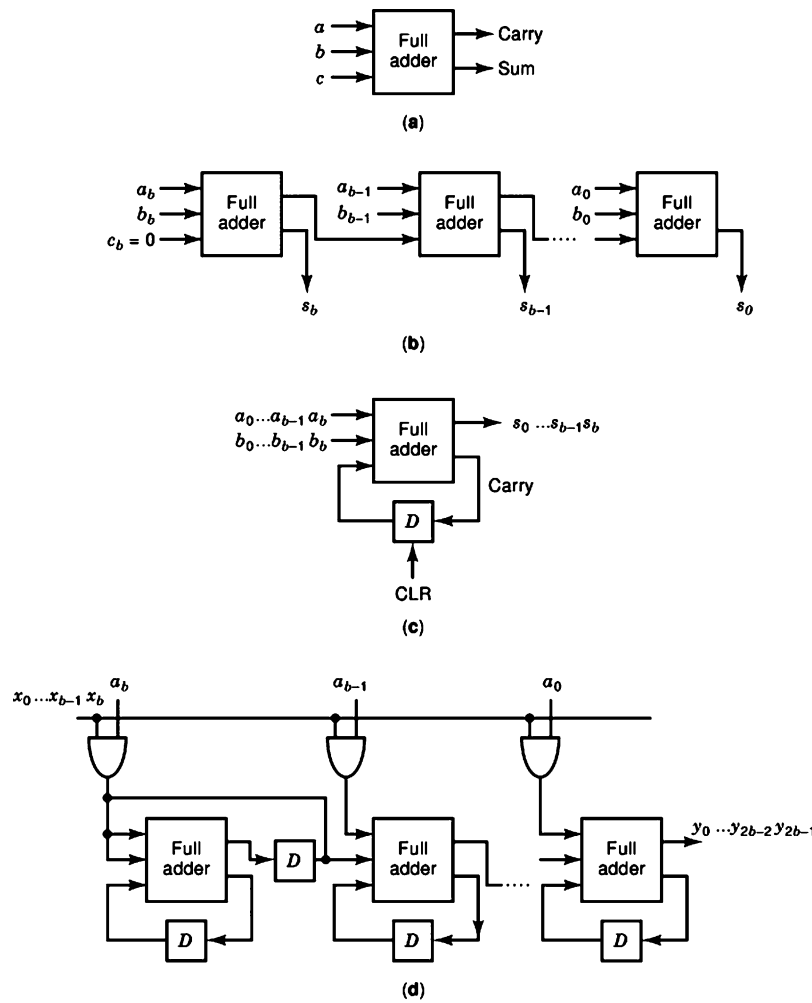 a
b
c
Full adder
Carry
Sum
(a)
a_b
b_b
c_b = 0
Full adder
s_b
a_{b-1}
b_{b-1}
Full adder
s_{b-1}
....
a_0
b_0
Full adder
s_0
(b)
a_0...a_{b-1} a_b
b_0...b_{b-1} b_b
Full adder
s_0 ...s_{b-1}s_b
Carry
D
CLR
(c)
x_0...x_{b-1} x_b
a_b
a_{b-1}
a_0
Full adder
D
D
Full adder
D
.....
Full adder
D
y_0 ...y_{2b-2} y_{2b-1}
(d)